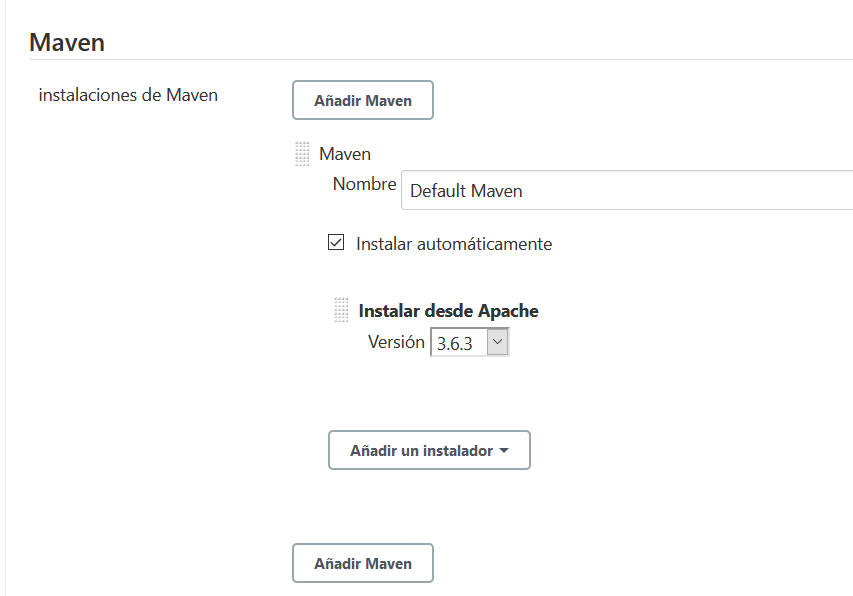 Maven
instalaciones de Maven
Añadir Maven
Maven
Nombre
Default Maven
Instalar automáticamente
Instalar desde Apache
Versión
3.6.3
Añadir un instalador
Añadir Maven